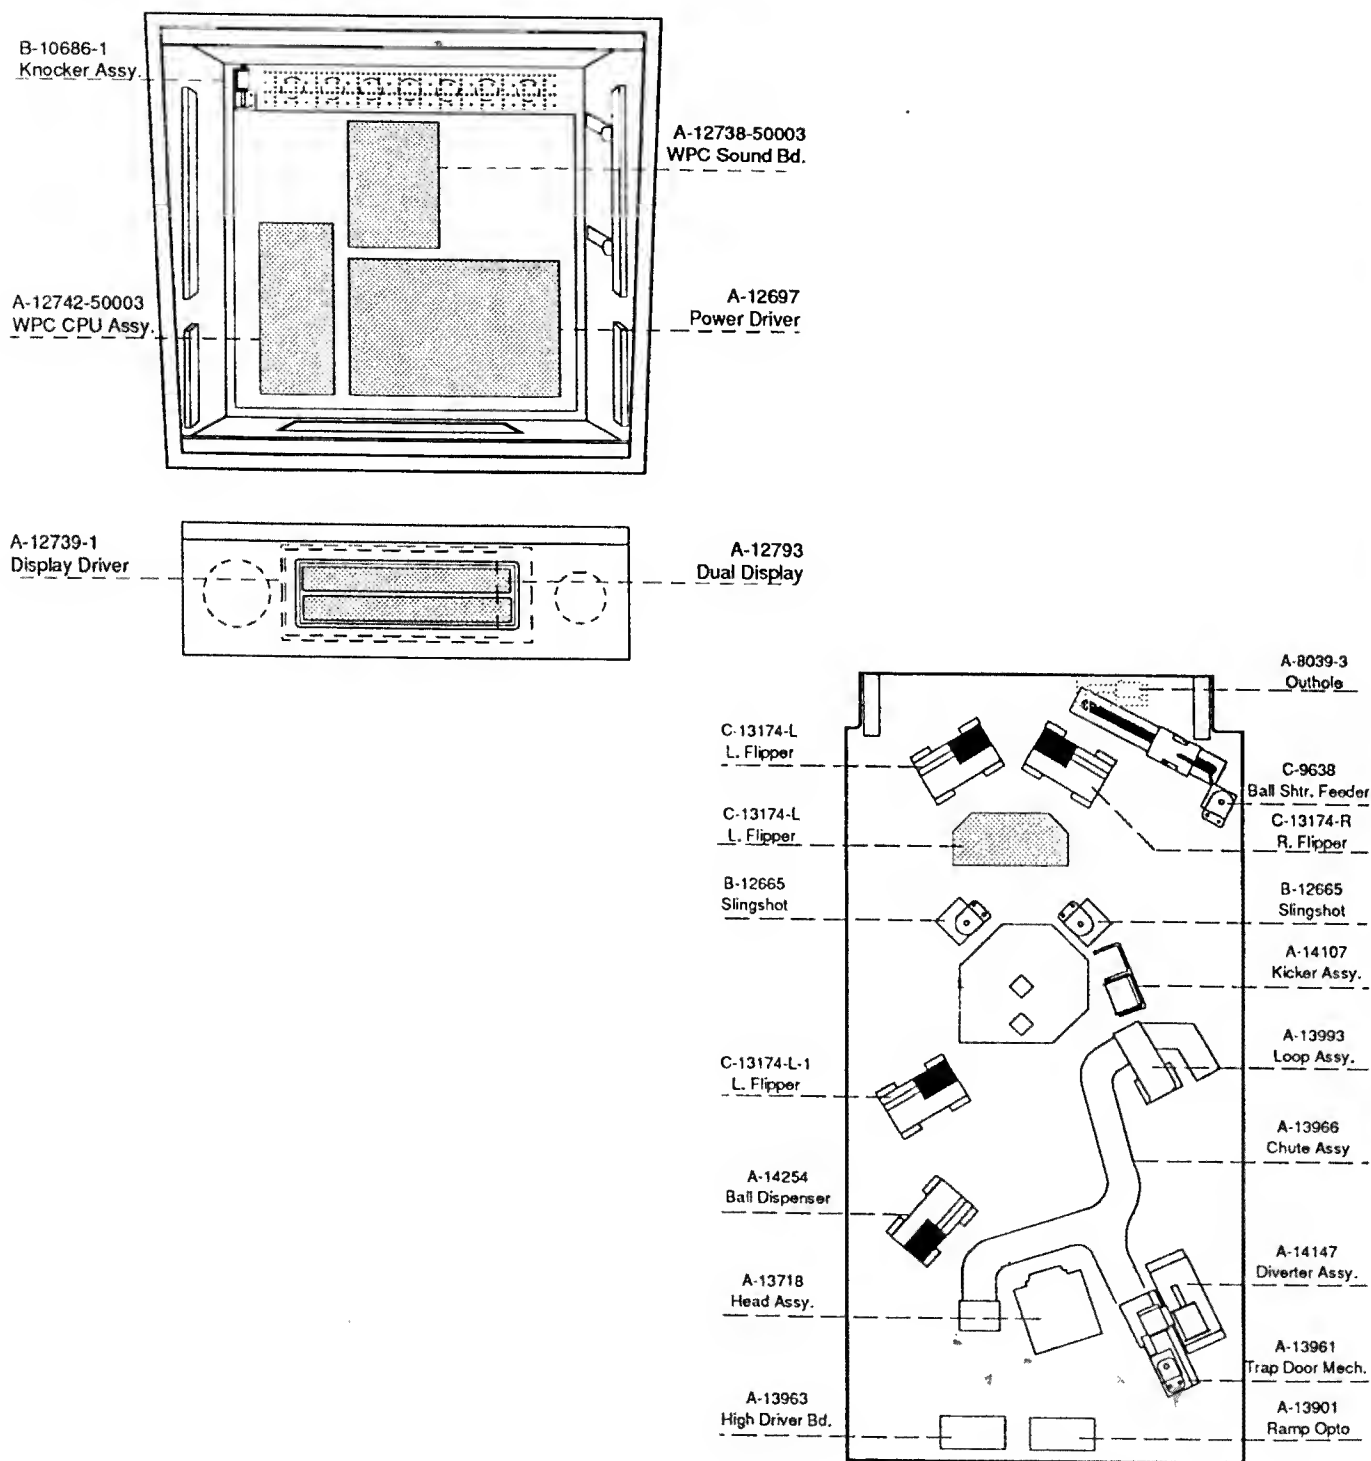 B-10686-1
Knocker Assy.
A-12738-50003
WPC Sound Bd.
A-12742-50003
WPC CPU Assy.
A-12697
Power Driver
A-12739-1
Display Driver
A-12793
Dual Display
A-8039-3
Outhole
C-13174-L
L. Flipper
C-9638
Ball Shtr. Feeder
C-13174-L
L. Flipper
C-13174-R
R. Flipper
B-12665
Slingshot
B-12665
Slingshot
A-14107
Kicker Assy.
A-13993
Loop Assy.
C-13174-L-1
L. Flipper
A-13966
Chute Assy
A-14254
Ball Dispenser
A-14147
Diverter Assy.
A-13718
Head Assy.
A-13961
Trap Door Mech.
A-13963
High Driver Bd.
A-13901
Ramp Opto